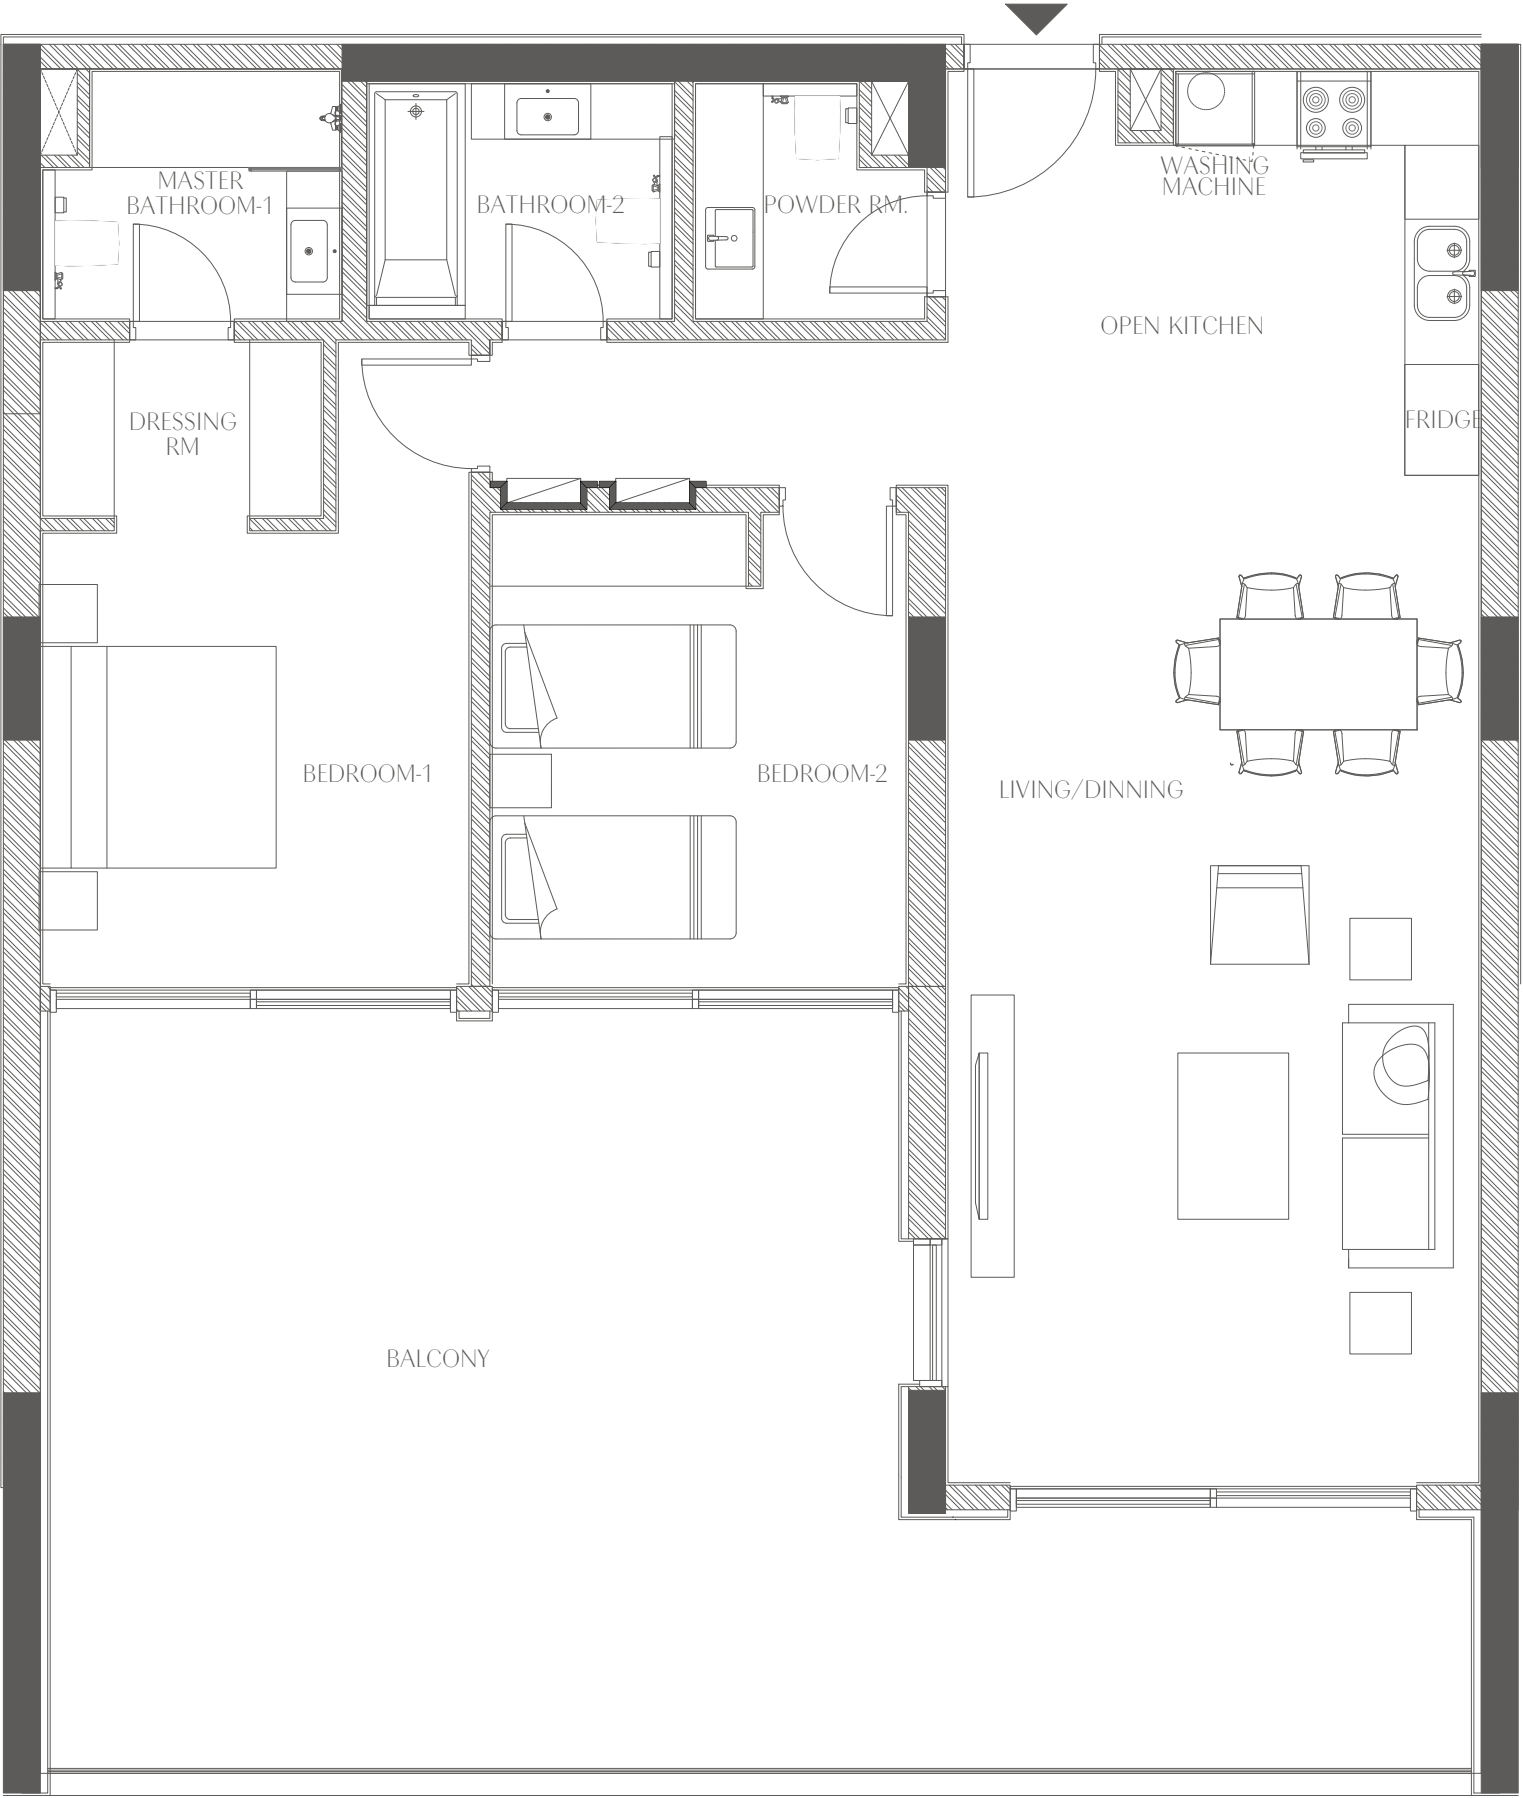 WASHING
MACHINE
MASTER
BATHROOM-1
BATHROOM-2
POWDER RM.
OPEN KITCHEN
DRESSING
RM
FRIDGE
BEDROOM-1
BEDROOM-2
LIVING/DINNING
BALCONY